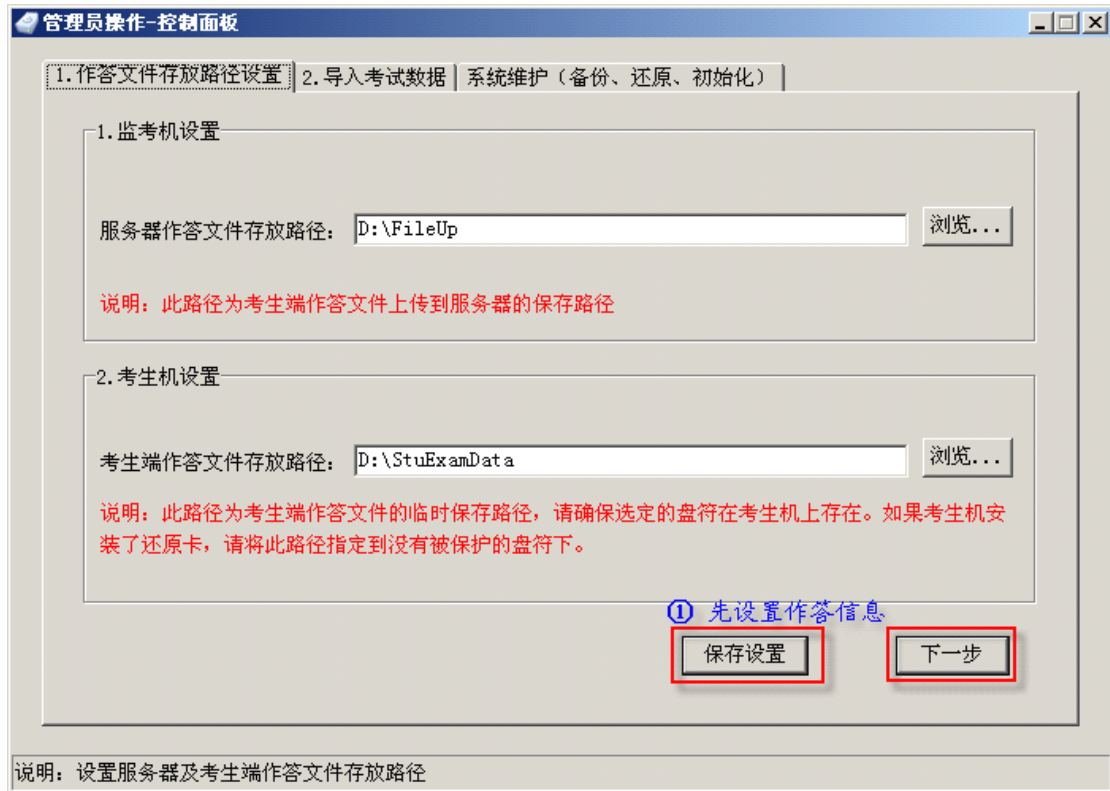 管理员操作-控制面板
1.作答文件存放路径设置 2.导入考试数据 系统维护（备份、还原、初始化）
1.监考机设置
服务器作答文件存放路径： D:\FileUp 浏览...
说明：此路径为考生端作答文件上传到服务器的保存路径
2.考生机设置
考生端作答文件存放路径： D:\StuExamData 浏览...
说明：此路径为考生端作答文件的临时保存路径，请确保选定的盘符在考生机上存在。如果考生机安
装了还原卡，请将此路径指定到没有被保护的盘符下。
① 先设置作答信息
保存设置 下一步
说明：设置服务器及考生端作答文件存放路径